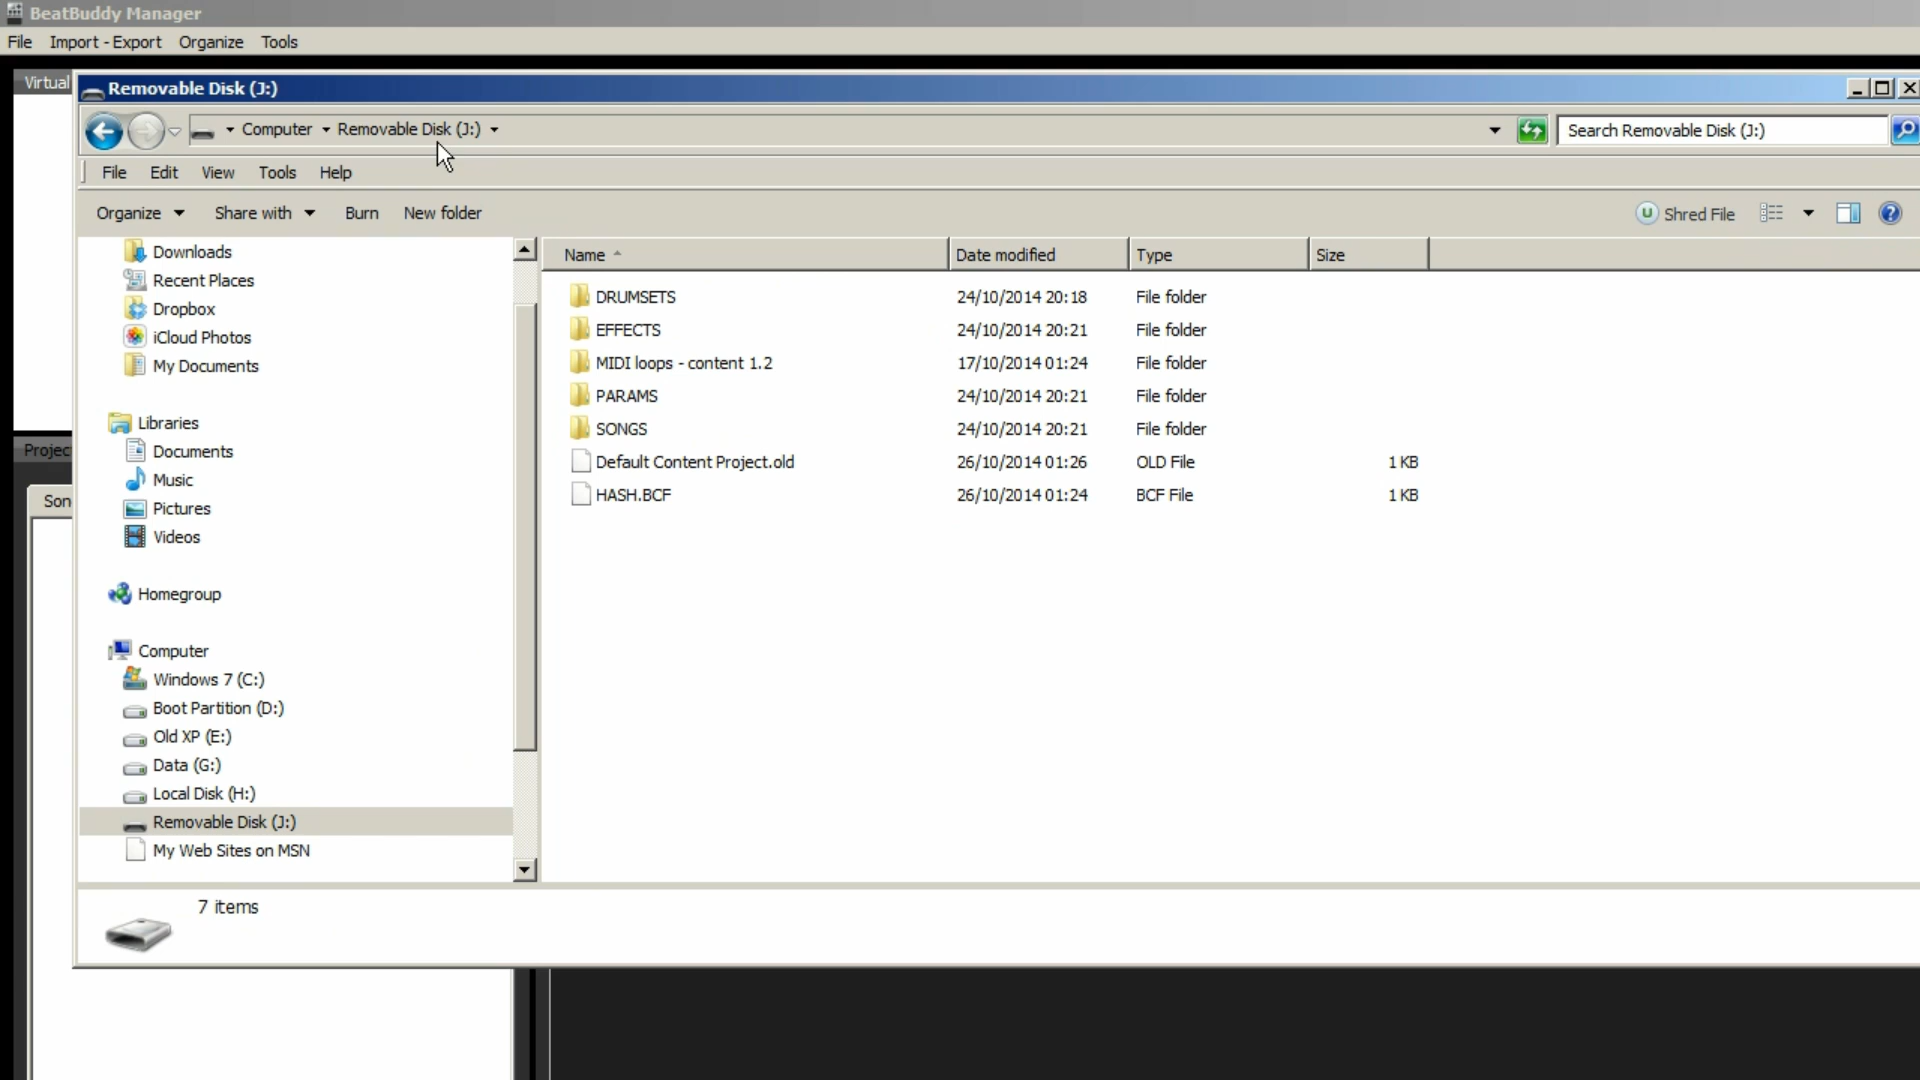 BeatBuddy Manager
File Import - Export Organize Tools
Virtual
Removable Disk (J:)
Computer Removable Disk (J:)
Search Removable Disk (J:)
File Edit View Tools Help
Organize Share with Burn New folder
Shred File
Downloads
Recent Places
Dropbox
iCloud Photos
My Documents
Libraries
Documents
Music
Pictures
Videos
Homegroup
Computer
Windows 7 (C:)
Boot Partition (D:)
Old XP (E:)
Data (G:)
Local Disk (H:)
Removable Disk (J:)
My Web Sites on MSN
Name Date modified Type Size
DRUMSETS 24/10/2014 20:18 File folder
EFFECTS 24/10/2014 20:21 File folder
MIDI loops - content 1.2 17/10/2014 01:24 File folder
PARAMS 24/10/2014 20:21 File folder
SONGS 24/10/2014 20:21 File folder
Default Content Project.old 26/10/2014 01:26 OLD File 1 KB
HASH.BCF 26/10/2014 01:24 BCF File 1 KB
7 items
Projec
Son